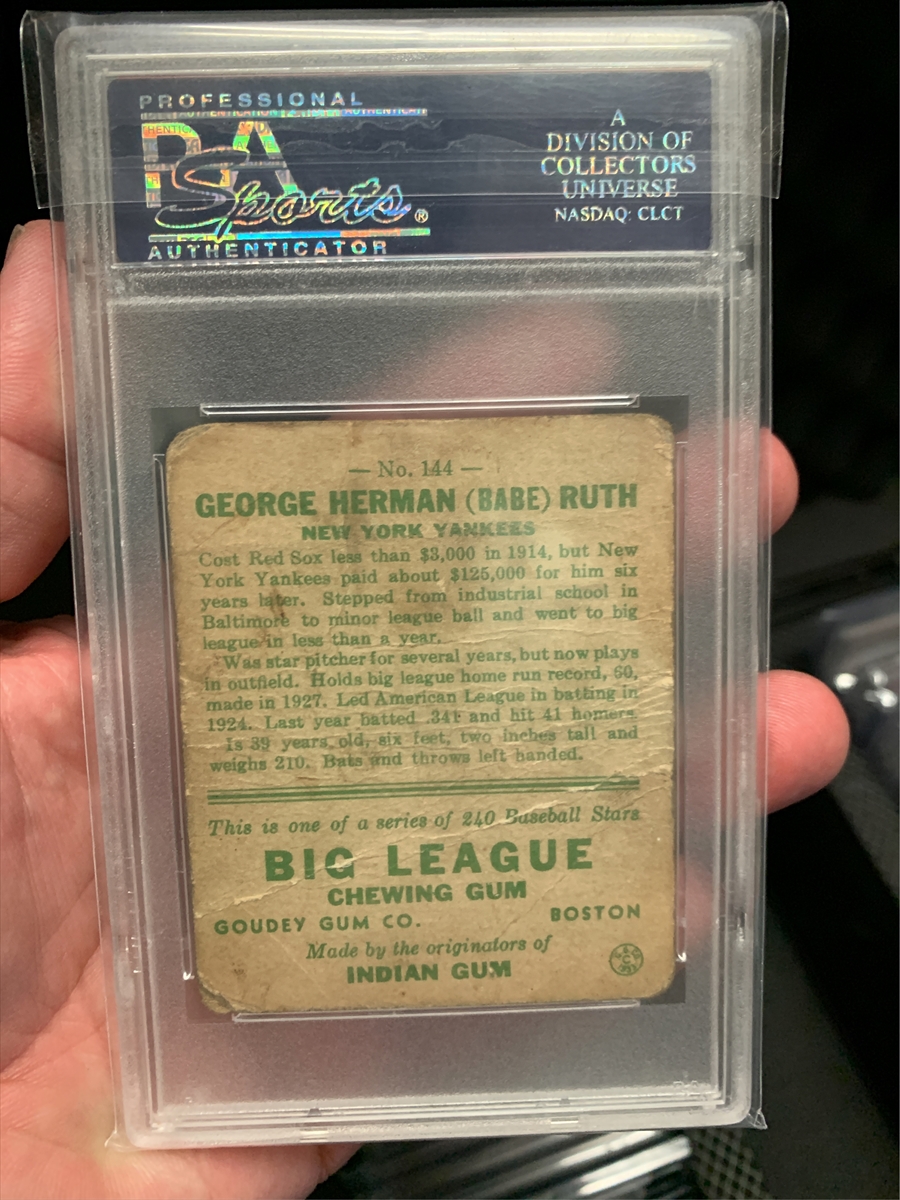 PROFESSIONAL
PSA
Sports®
AUTHENTICATOR
A
DIVISION OF
COLLECTORS
UNIVERSE
NASDAQ: CLCT
— No. 144 —
GEORGE HERMAN (BABE) RUTH
NEW YORK YANKEES
Cost Red Sox less than $3,000 in 1914, but New
York Yankees paid about $125,000 for him six
years later. Stepped from industrial school in
Baltimore to minor league ball and went to big
league in less than a year.
Was star pitcher for several years, but now plays
in outfield. Holds big league home run record, 60,
made in 1927. Led American League in batting in
1924. Last year batted .341 and hit 41 homers.
Is 39 years old, six feet, two inches tall and
weighs 210. Bats and throws left handed.
This is one of a series of 240 Baseball Stars
BIG LEAGUE
CHEWING GUM
GOUDEY GUM CO. BOSTON
Made by the originators of
INDIAN GUM